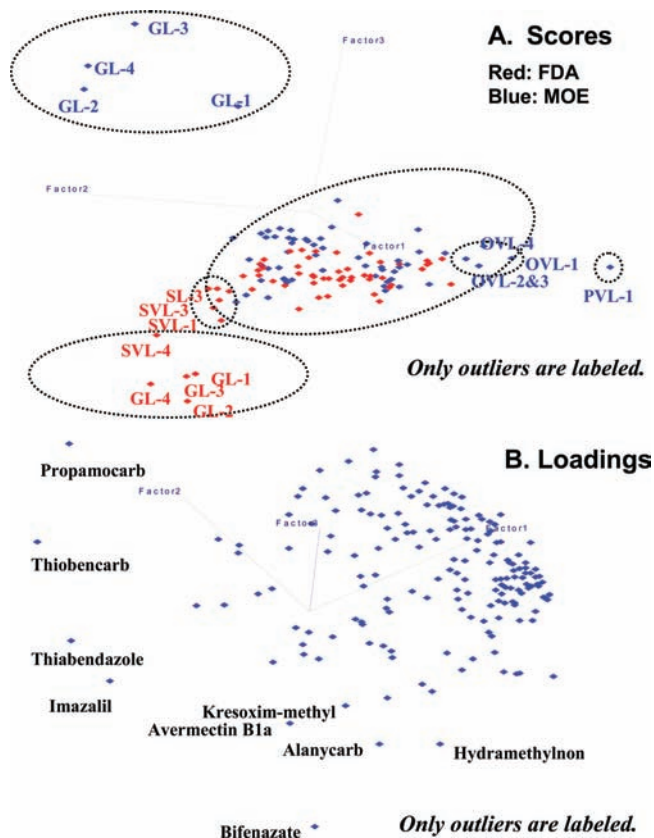 GL-3
Factor3
A. Scores
GL-4
Red: FDA
GL-2
GL-1
Blue: MOE
Factor2
Factor1
OVL-4
OVL-1
OVL-2&3
SL-3
PVL-1
SVL-3
SVL-1
SVL-4
Only outliers are labeled.
GL-1
GL-3
GL-4
GL-2
B. Loadings
Propamocarb
Factor2
Factor1
Thiobencarb
Thiabendazole
Imazalil
Kresoxim-methyl
Avermectin B1a
Alanycarb
Hydramethylnon
Bifenazate
Only outliers are labeled.